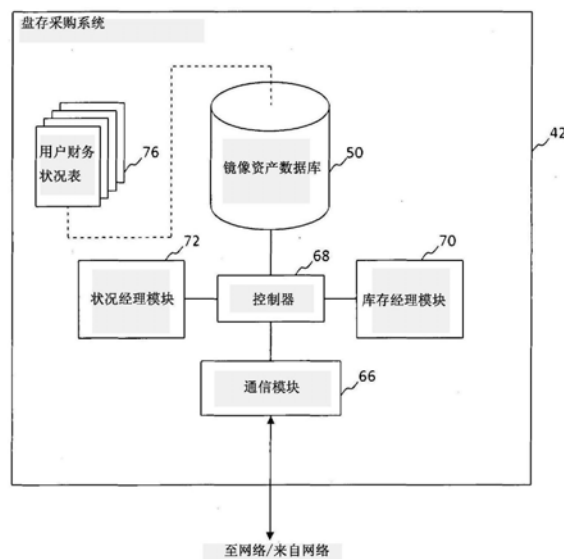 盘存采购系统
用户财务
状况表
76
镜像资产数据库
50
42
72
68
70
状况经理模块
控制器
库存经理模块
通信模块
66
至网络/来自网络